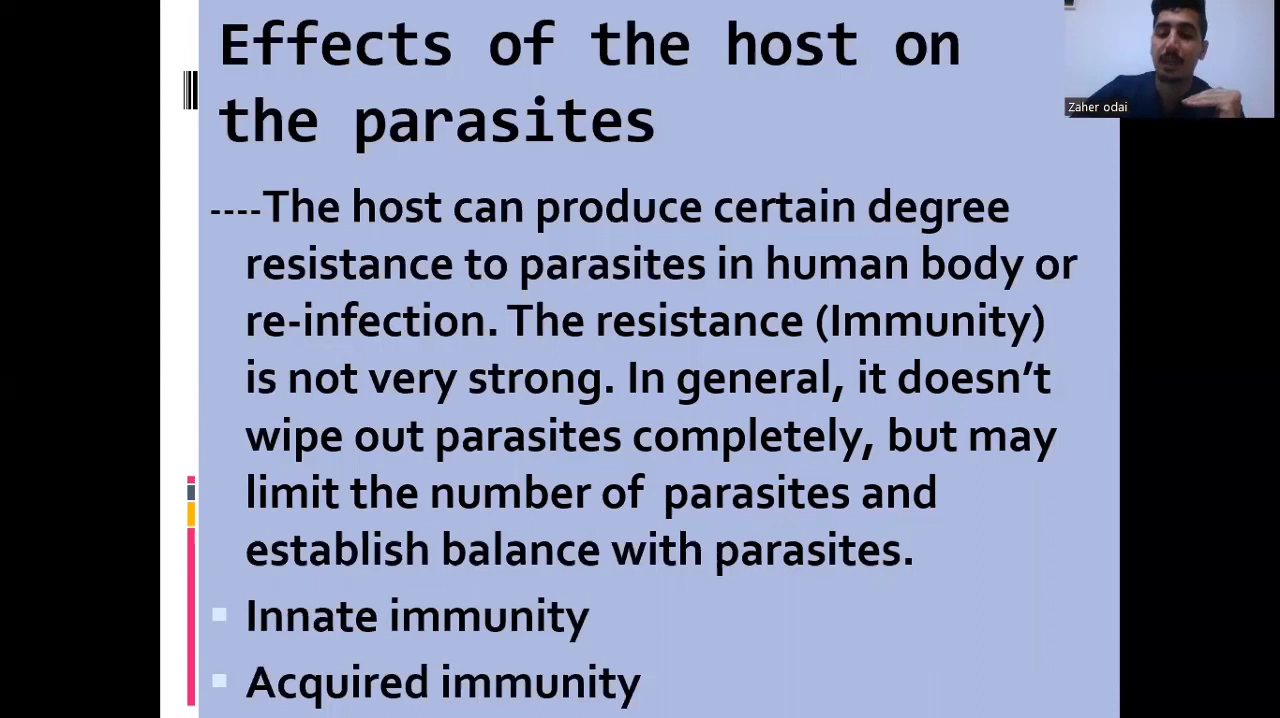 Effects of the host on
the parasites
Zaher odai
----The host can produce certain degree
resistance to parasites in human body or
re-infection. The resistance (Immunity)
is not very strong. In general, it doesn’t
wipe out parasites completely, but may
limit the number of  parasites and
establish balance with parasites.
Innate immunity
Acquired immunity